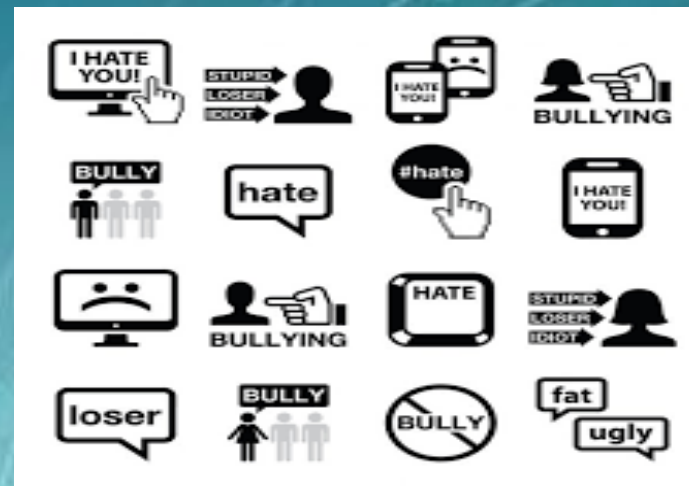 I HATE
YOU!
STUPID
LOSER
IDIOT
I HATE
YOU!
BULLYING
BULLY
hate
#hate
I HATE
YOU!
BULLYING
HATE
STUPID
LOSER
IDIOT
loser
BULLY
BULLY
fat
ugly